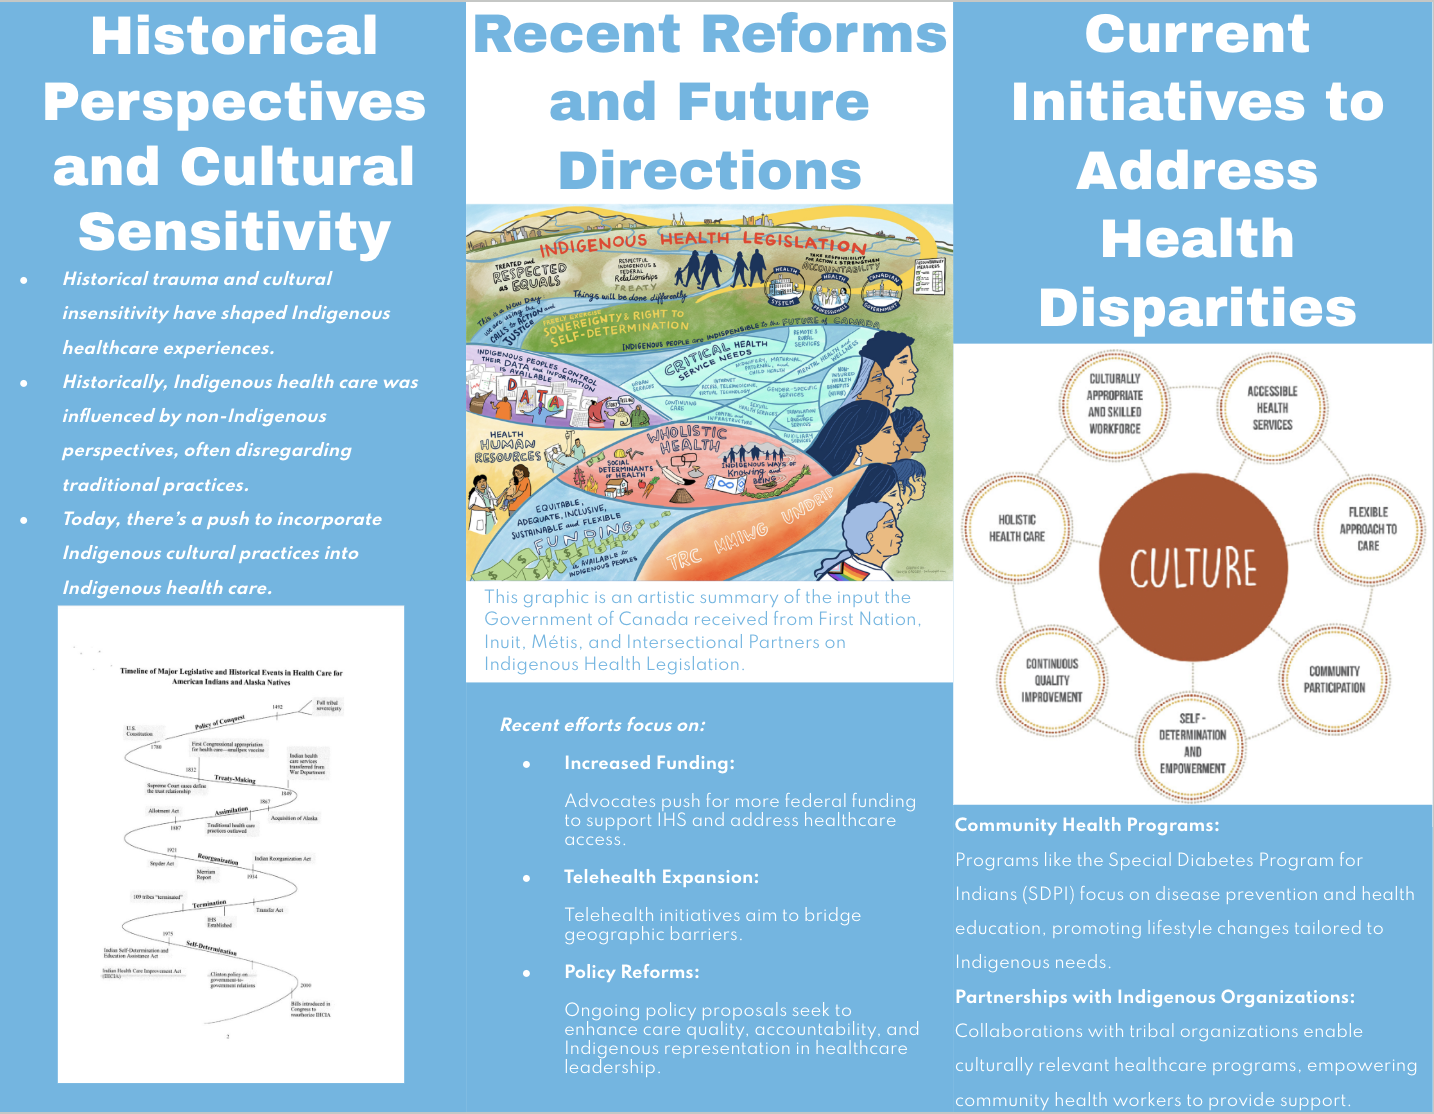 Historical
Perspectives
and Cultural
Sensitivity
Historical trauma and cultural
insensitivity have shaped Indigenous
healthcare experiences.
Historically, Indigenous health care was
influenced by non-Indigenous
perspectives, often disregarding
traditional practices.
Today, there's a push to incorporate
Indigenous cultural practices into
Indigenous health care.
Timeline of Major Legislative and Historical Events in Health Care for
American Indians and Alaska Natives
1492
Full tribal
sovereignty
Policy of Conquest
U.S.
Constitution
1788
First Congressional appropriation
for health care—smallpox vaccine
Indian health
care services
transferred from
War Department
1832
Treaty-Making
Supreme Court cases define
the trust relationship
1849
1867
Allotment Act
Assimilation
Acquisition of Alaska
1887
Traditional health care
practices outlawed
1921
Snyder Act
Reorganization
Indian Reorganization Act
Merriam
Report
1934
109 tribes "terminated"
Termination
Transfer Act
IHS
Established
1975
Self-Determination
Indian Self-Determination and
Education Assistance Act
Indian Health Care Improvement Act
(IHCIA)
Clinton policy on
government-to-
government relations
2000
Bills introduced in
Congress to
reauthorize IHCIA
2
Recent Reforms
and Future
Directions
INDIGENOUS HEALTH LEGISLATION
TREATED and
RESPECTED
as EQUALS
RESPECTFUL
INDIGENOUS &
FEDERAL
Relationships
TREATY
Things will be done differently
TAKE RESPONSIBILITY
FOR ACTION & STRENGTHEN
ACCOUNTABILITY
HEALTH
SYSTEM
HEALTH
PROFESSIONALS
CANADIAN
GOVERNMENT
ACCOUNTABILITY
MEASURES
This is a New Day
we are using the
CALLS to ACTION and
JUSTICE
SOVEREIGNTY & RIGHT TO
SELF-DETERMINATION
INDIGENOUS PEOPLE are INDISPENSIBLE to the FUTURE of CANADA
INDIGENOUS PEOPLES CONTROL
THEIR DATA and INFORMATION
IS AVAILABLE
DATA
CRITICAL HEALTH
SERVICE NEEDS
REMOTE &
RURAL
SERVICES
MENTAL HEALTH and
WELLNESS
MIDWIFERY, MATERNAL,
PATERNAL, and
CHILD HEALTH
URBAN
SERVICES
INTERNET
ACCESS, TELEMEDICINE,
VIRTUAL TECHNOLOGY
GENDER-SPECIFIC
SERVICES
NON-
INSURED
HEALTH
BENEFITS
(NIHB)
CONTINUING
CARE
SEXUAL
HEALTH SERVICES
CAPITAL and
INFRASTRUCTURE
TRANSLATION and
LANGUAGE
SERVICES
AUXILIARY
SERVICES
HEALTH
HUMAN
RESOURCES
WHOLISTIC
HEALTH
SOCIAL
DETERMINANTS
of HEALTH
INDIGENOUS WAYS of
Knowing and
BEING
EQUITABLE,
ADEQUATE, INCLUSIVE,
SUSTAINABLE and FLEXIBLE
FUNDING
is AVAILABLE to
INDIGENOUS PEOPLES
TRC MMIWG UNDRIP
This graphic is an artistic summary of the input the
Government of Canada received from First Nation,
Inuit, Métis, and Intersectional Partners on
Indigenous Health Legislation.
Recent efforts focus on:
Increased Funding:
Advocates push for more federal funding
to support IHS and address healthcare
access.
Telehealth Expansion:
Telehealth initiatives aim to bridge
geographic barriers.
Policy Reforms:
Ongoing policy proposals seek to
enhance care quality, accountability, and
Indigenous representation in healthcare
leadership.
Current
Initiatives to
Address
Health
Disparities
CULTURALLY
APPROPRIATE
AND SKILLED
WORKFORCE
ACCESSIBLE
HEALTH
SERVICES
HOLISTIC
HEALTH CARE
FLEXIBLE
APPROACH TO
CARE
CULTURE
CONTINUOUS
QUALITY
IMPROVEMENT
COMMUNITY
PARTICIPATION
SELF-
DETERMINATION
AND
EMPOWERMENT
Community Health Programs:
Programs like the Special Diabetes Program for
Indians (SDPI) focus on disease prevention and health
education, promoting lifestyle changes tailored to
Indigenous needs.
Partnerships with Indigenous Organizations:
Collaborations with tribal organizations enable
culturally relevant healthcare programs, empowering
community health workers to provide support.